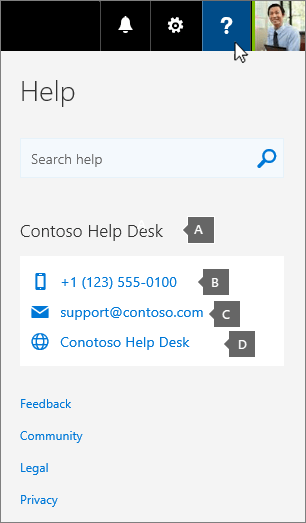 ?
Help
Search help
Contoso Help Desk A
+1 (123) 555-0100 B
support@contoso.com C
Conotoso Help Desk D
Feedback
Community
Legal
Privacy